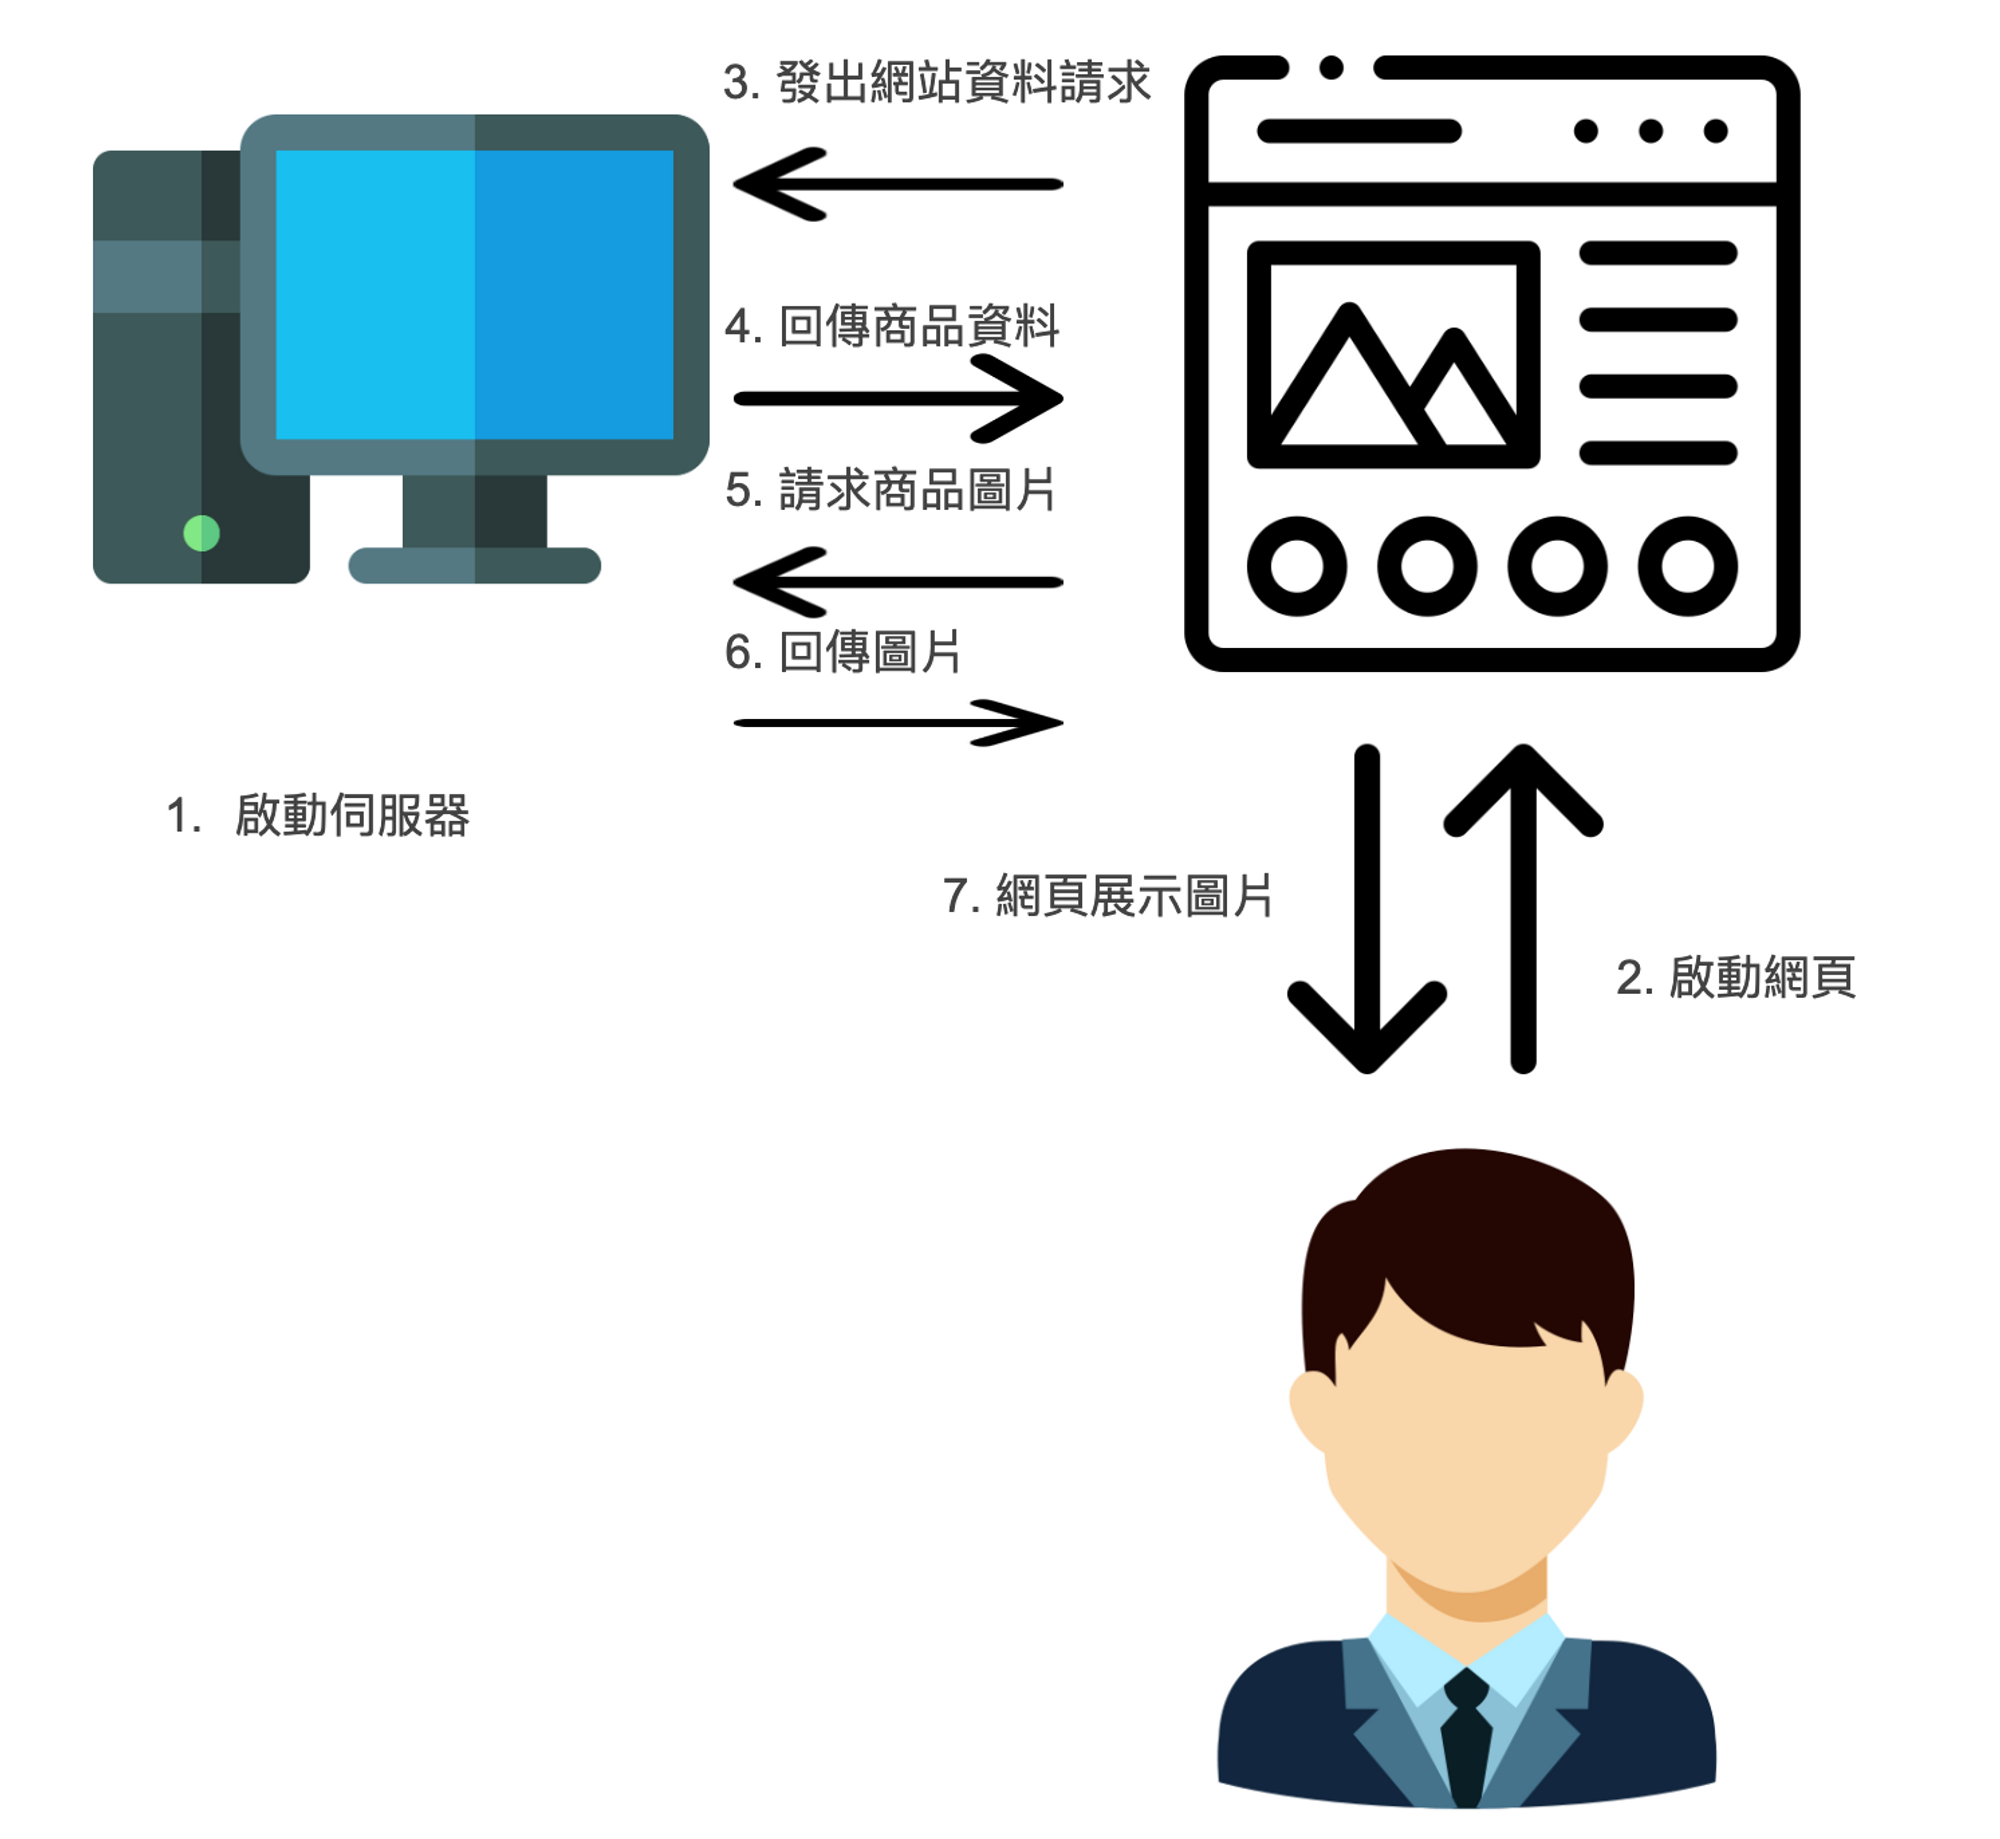 3. 發出網站資料請求
4. 回傳商品資料
5. 請求商品圖片
6. 回傳圖片
1. 啟動伺服器
7. 網頁展示圖片
2. 啟動網頁